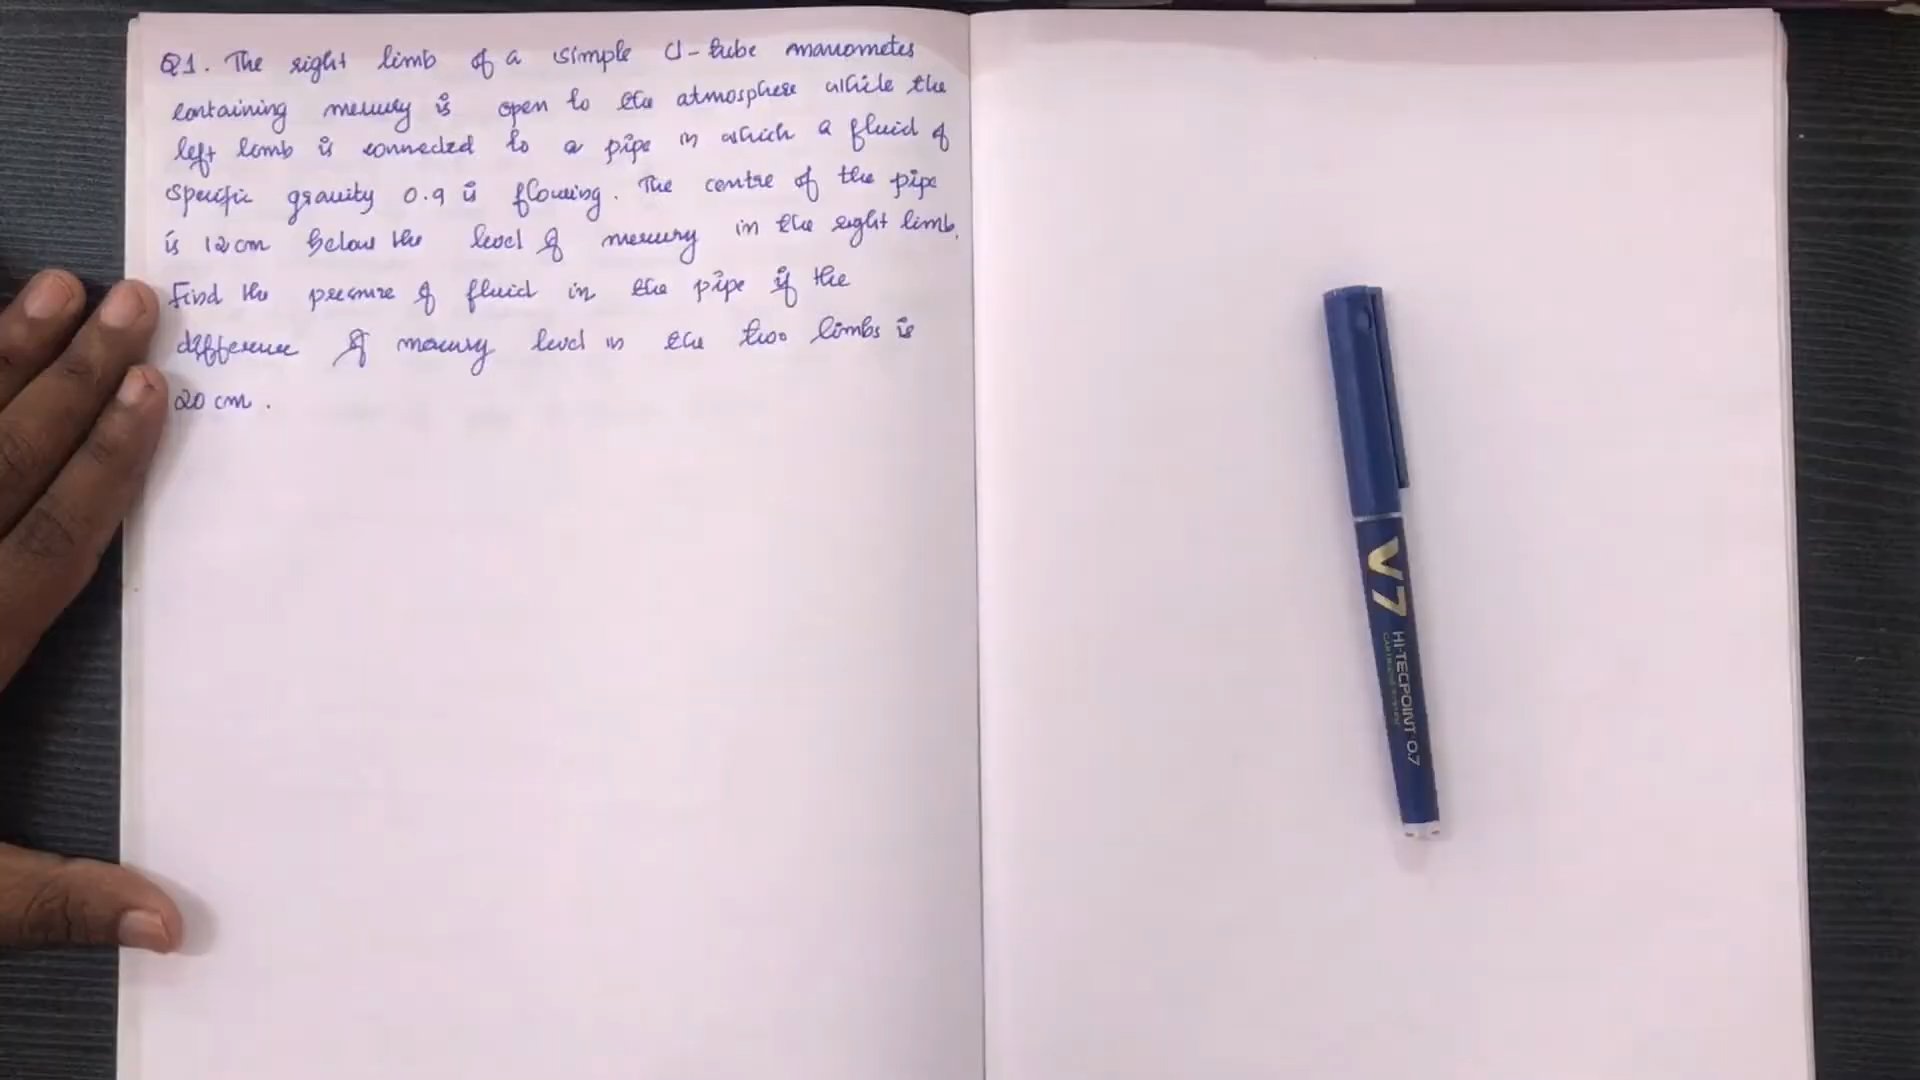 Q1. The right limb of a simple U-tube manometer
containing mercury is open to the atmosphere while the
left limb is connected to a pipe in which a fluid of
specific gravity 0.9 is flowing. The centre of the pipe
is 12cm below the level of mercury in the right limb.
Find the pressure of fluid in the pipe if the
difference of mercury level in the two limbs is
20 cm.
V7
HI-TECPOINT 0.7